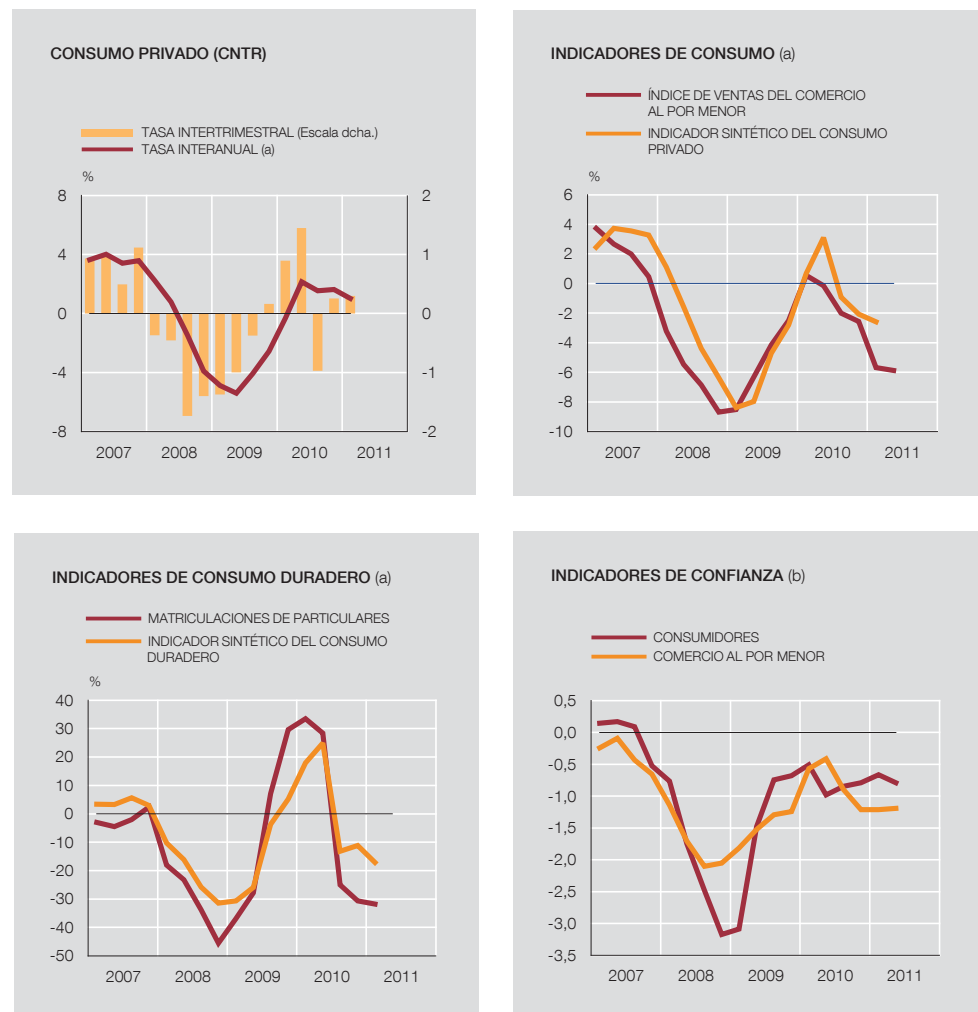 CONSUMO PRIVADO (CNTR)
TASA INTERTRIMESTRAL (Escala dcha.)
TASA INTERANUAL (a)
%
8
4
0
-4
-8
2
1
0
-1
-2
2007 2008 2009 2010 2011
INDICADORES DE CONSUMO (a)
ÍNDICE DE VENTAS DEL COMERCIO
AL POR MENOR
INDICADOR SINTÉTICO DEL CONSUMO
PRIVADO
%
6
4
2
0
-2
-4
-6
-8
-10
2007 2008 2009 2010 2011
INDICADORES DE CONSUMO DURADERO (a)
MATRICULACIONES DE PARTICULARES
INDICADOR SINTÉTICO DEL CONSUMO
DURADERO
%
40
30
20
10
0
-10
-20
-30
-40
-50
2007 2008 2009 2010 2011
INDICADORES DE CONFIANZA (b)
CONSUMIDORES
COMERCIO AL POR MENOR
0,5
0,0
-0,5
-1,0
-1,5
-2,0
-2,5
-3,0
-3,5
2007 2008 2009 2010 2011